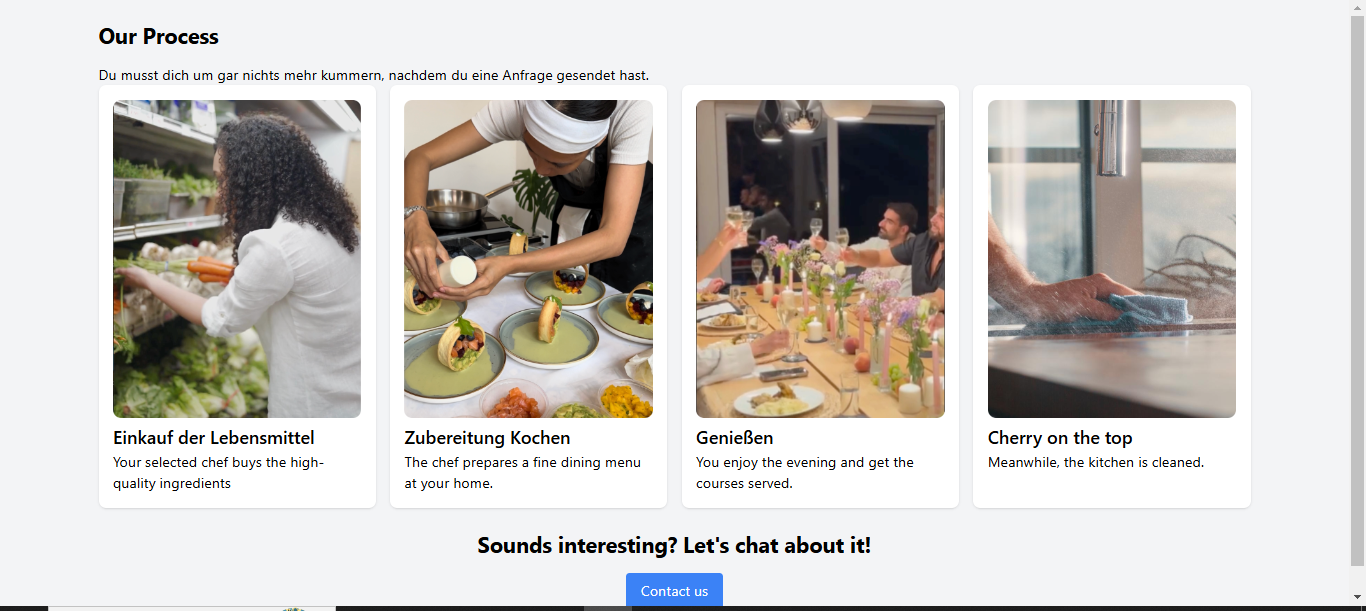 Our Process
Du musst dich um gar nichts mehr kummern, nachdem du eine Anfrage gesendet hast.
Einkauf der Lebensmittel
Your selected chef buys the high-
quality ingredients
Zubereitung Kochen
The chef prepares a fine dining menu
at your home.
Genießen
You enjoy the evening and get the
courses served.
Cherry on the top
Meanwhile, the kitchen is cleaned.
Sounds interesting? Let's chat about it!
Contact us